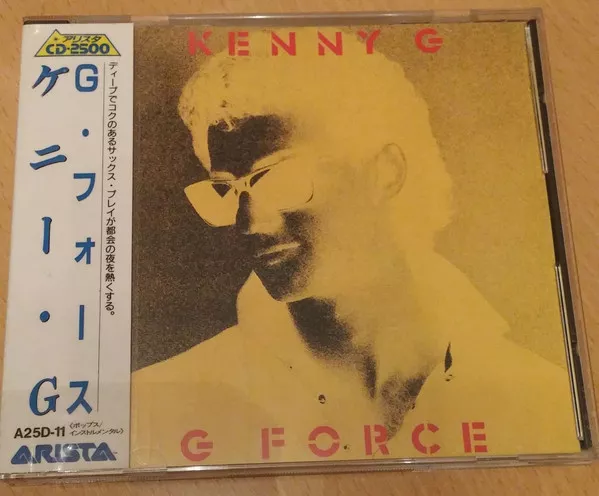 アリスタ
CD-2500
G・フォース
ケニー・G
ディープでコクのあるサックス・プレイが都会の夜を熱くする。
A25D-11
《ポップス/
インストルメンタル》
ARISTA
KENNY G
G FORCE